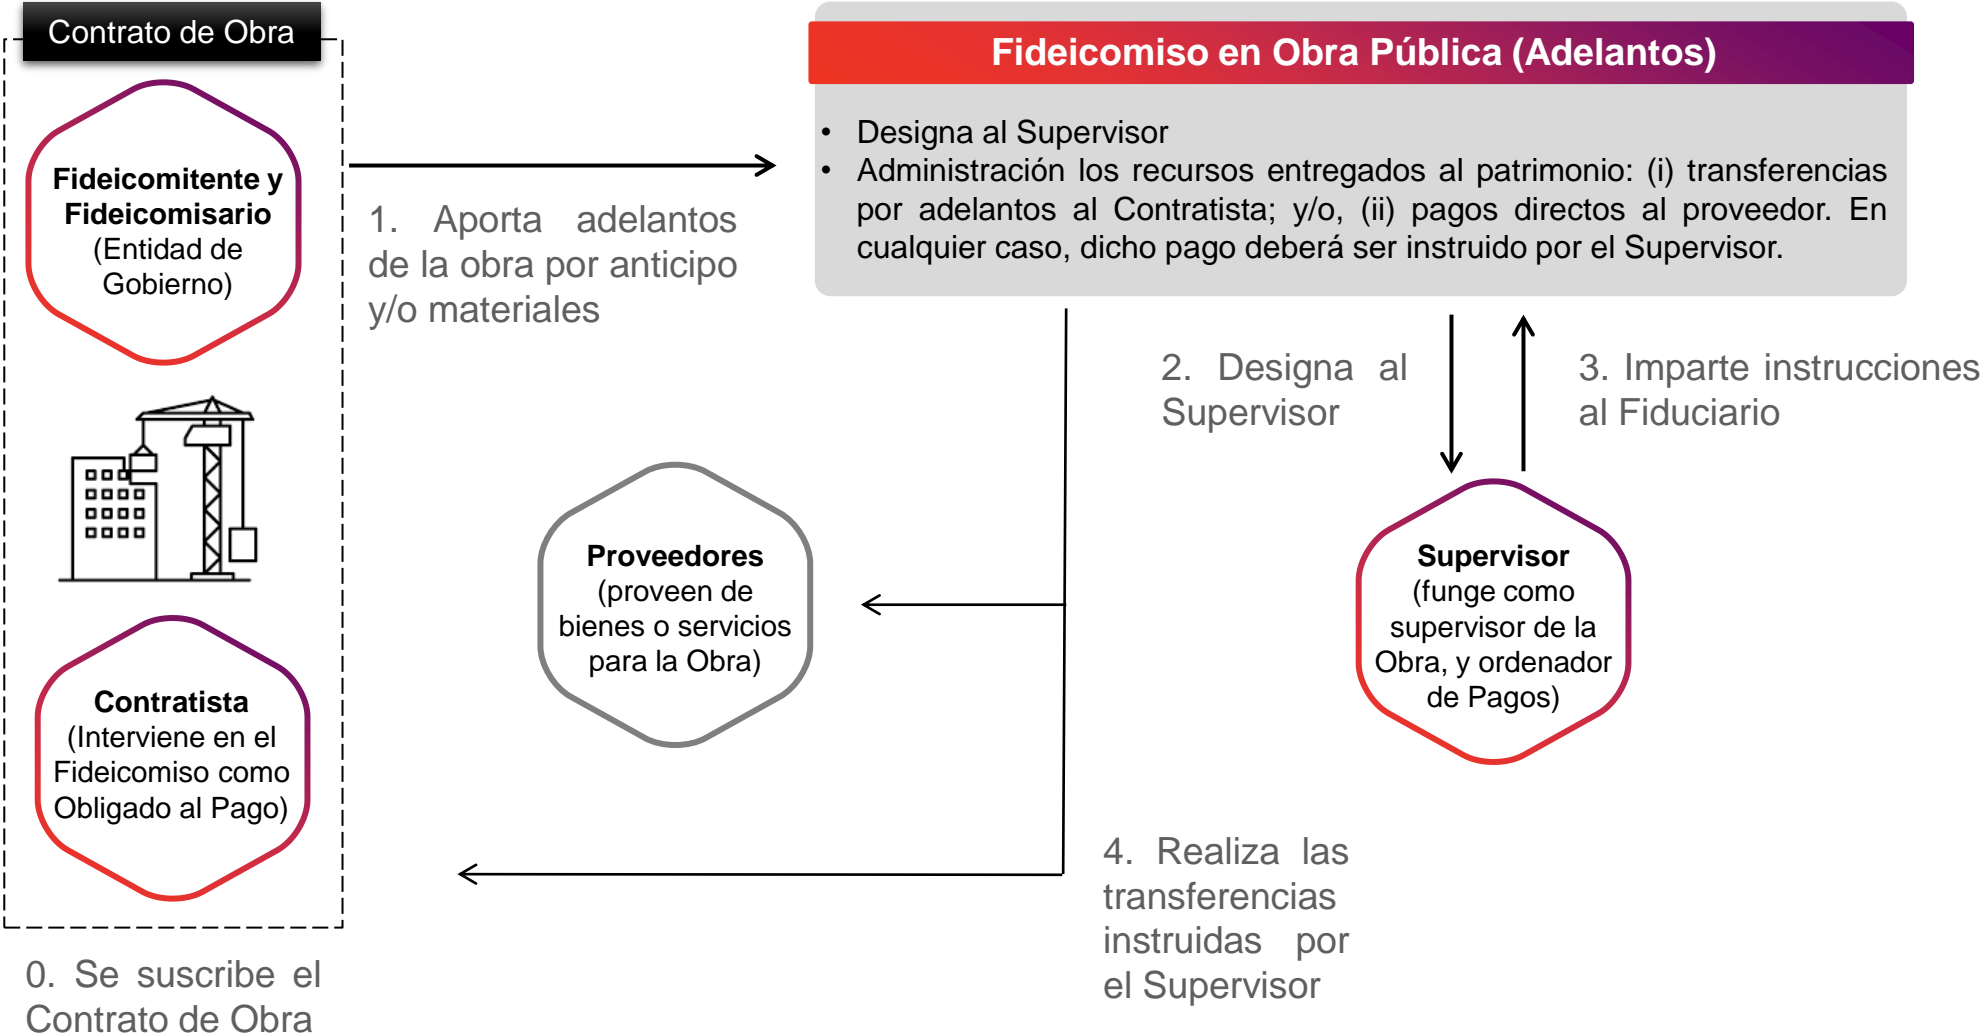 Contrato de Obra
Fideicomitente y
Fideicomisario
(Entidad de
Gobierno)
Contratista
(Interviene en el
Fideicomiso como
Obligado al Pago)
0. Se suscribe el
Contrato de Obra
1. Aporta adelantos
de la obra por anticipo
y/o materiales
Fideicomiso en Obra Pública (Adelantos)
• Designa al Supervisor
• Administración los recursos entregados al patrimonio: (i) transferencias
por adelantos al Contratista; y/o, (ii) pagos directos al proveedor. En
cualquier caso, dicho pago deberá ser instruido por el Supervisor.
2. Designa al
Supervisor
3. Imparte instrucciones
al Fiduciario
Proveedores
(proveen de
bienes o servicios
para la Obra)
Supervisor
(funge como
supervisor de la
Obra, y ordenador
de Pagos)
4. Realiza las
transferencias
instruidas por
el Supervisor